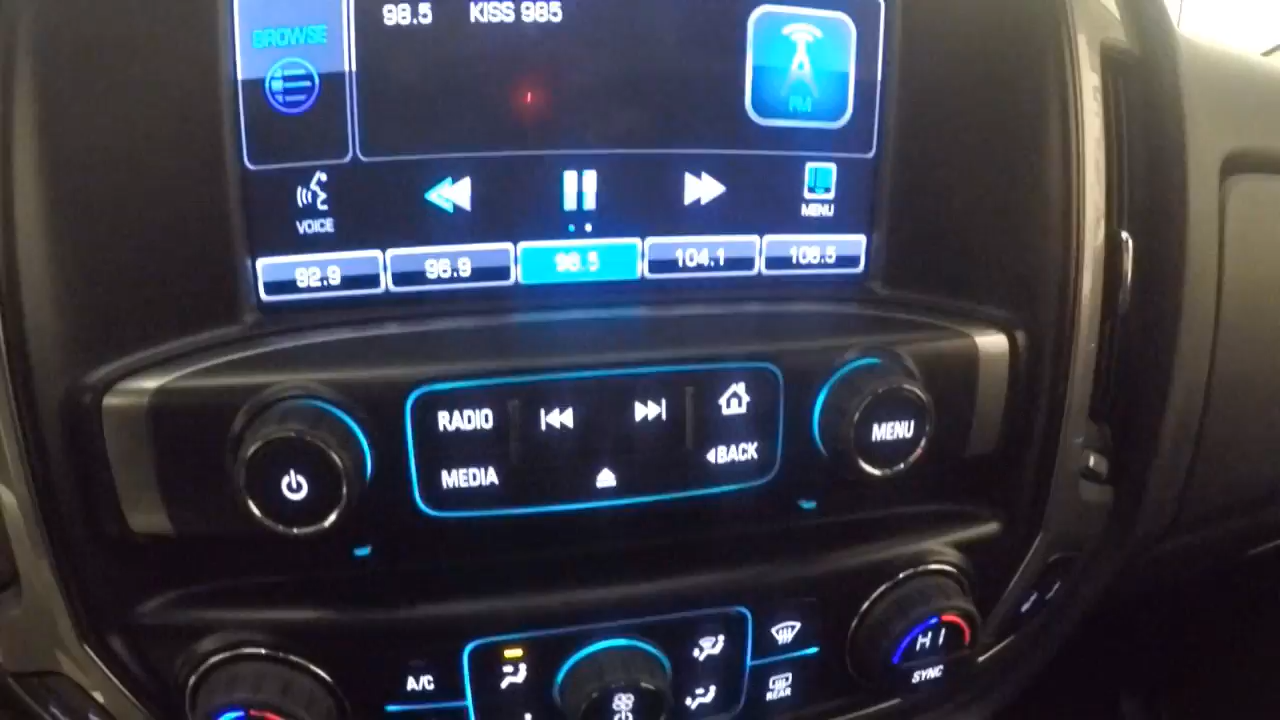 98.5 KISS 985
BROWSE
FM
VOICE
MENU
92.9 96.9 98.5 104.1 106.5
RADIO
MENU
BACK
MEDIA
HI
A/C
SYNC
REAR